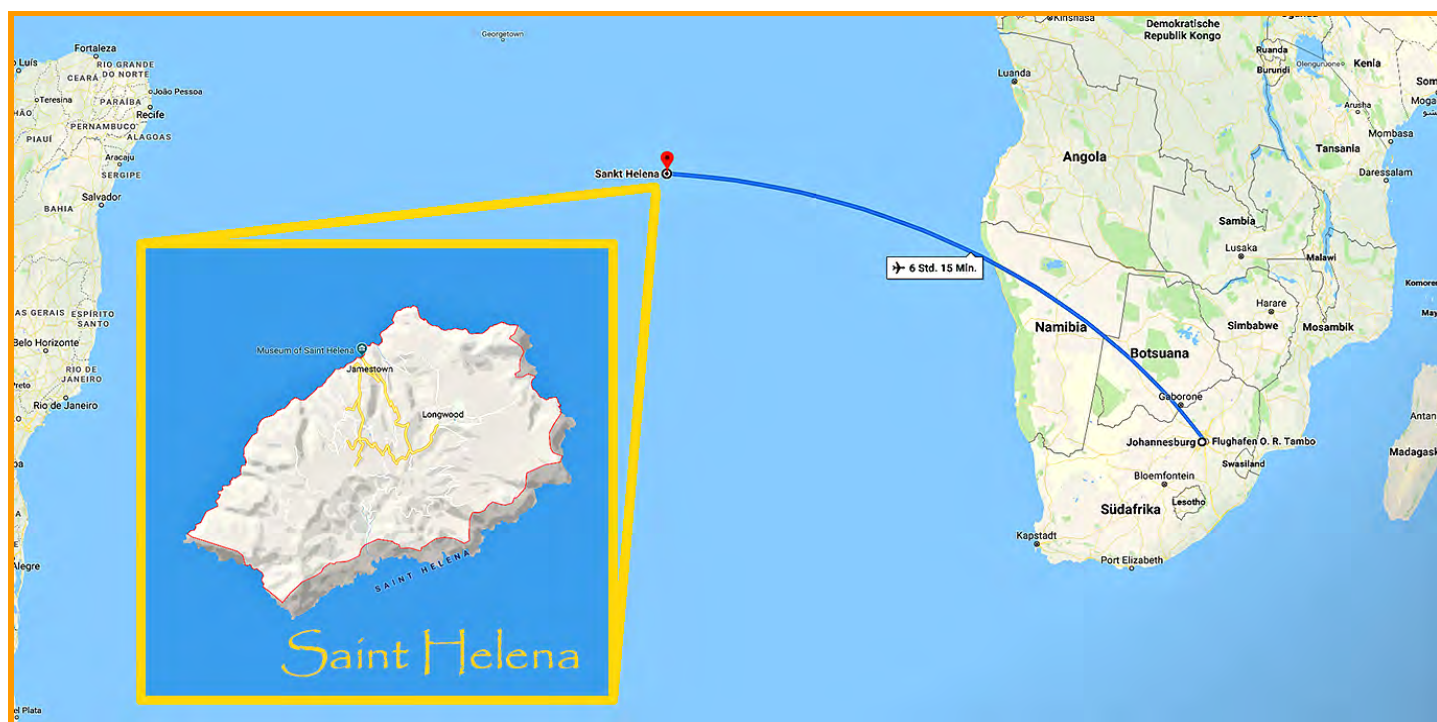 Fortaleza
RIO GRANDE
DO NORTE
CEARÁ
Teresina
PARAÍBA
João Pessoa
Recife
PERNAMBUCO
PIAUÍ
ALAGOAS
Aracaju
SERGIPE
Salvador
BAHIA
ESPÍRITO
SANTO
Belo Horizonte
RIO DE
JANEIRO
Rio de Janeiro
Georgetown
Sankt Helena
6 Std. 15 Min.
Museum of Saint Helena
Jamestown
Longwood
SAINT HELENA
Saint Helena
Kinshasa
Demokratische
Republik Kongo
Ruanda
Burundi
Olenguruone
Kenia
Luanda
Arusha
Mombasa
Tansania
Daressalam
Angola
Sambia
Lusaka
Malawi
Komoren
Harare
Simbabwe
Mosambik
Namibia
Botsuana
Gaborone
Johannesburg
Flughafen O. R. Tambo
Swasiland
Bloemfontein
Lesotho
Südafrika
Kapstadt
Port Elizabeth
Madagask